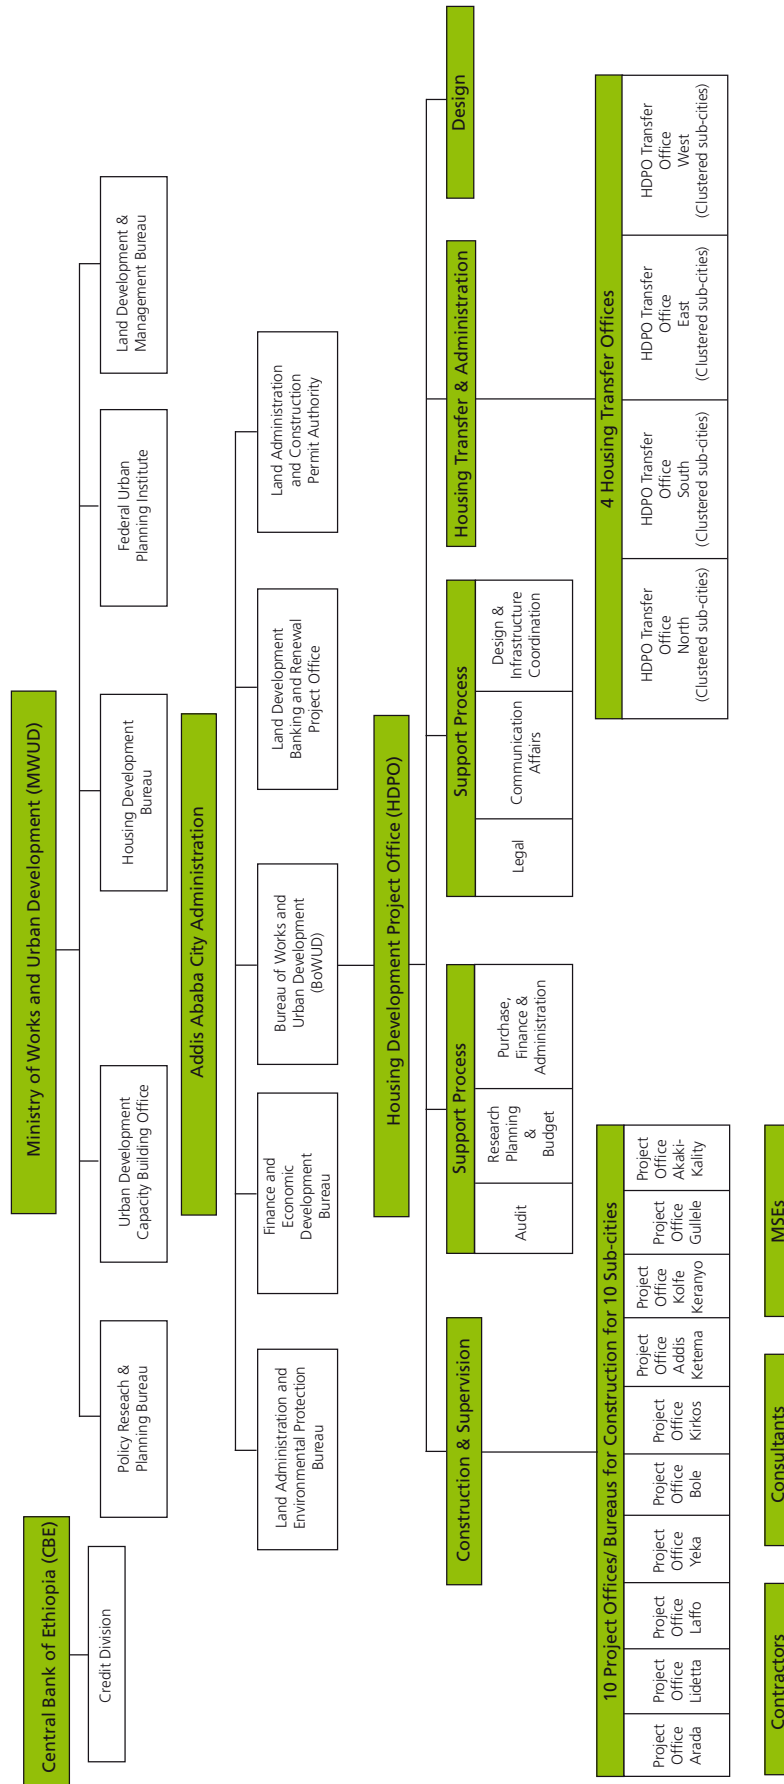 Central Bank of Ethiopia (CBE)
Credit Division
Ministry of Works and Urban Development (MWUD)
Policy Reseach &
Planning Bureau
Urban Development
Capacity Building Office
Housing Development
Bureau
Federal Urban
Planning Institute
Land Development &
Management Bureau
Addis Ababa City Administration
Land Administration and
Environmental Protection
Bureau
Finance and
Economic
Development
Bureau
Bureau of Works and
Urban Development
(BoWUD)
Land Development
Banking and Renewal
Project Office
Land Administration
and Construction
Permit Authority
Housing Development Project Office (HDPO)
Construction & Supervision
Support Process
Audit
Research
Planning
&
Budget
Purchase,
Finance &
Administration
Support Process
Legal
Communication
Affairs
Design &
Infrastructure
Coordination
Housing Transfer & Administration
Design
10 Project Offices/ Bureaus for Construction for 10 Sub-cities
Project
Office
Arada
Project
Office
Lidetta
Project
Office
Laffo
Project
Office
Yeka
Project
Office
Bole
Project
Office
Kirkos
Project
Office
Addis
Ketema
Project
Office
Kolfe
Keranyo
Project
Office
Gullele
Project
Office
Akaki-
Kality
4 Housing Transfer Offices
HDPO Transfer
Office
North
(Clustered sub-cities)
HDPO Transfer
Office
South
(Clustered sub-cities)
HDPO Transfer
Office
East
(Clustered sub-cities)
HDPO Transfer
Office
West
(Clustered sub-cities)
Contractors
Consultants
MSEs